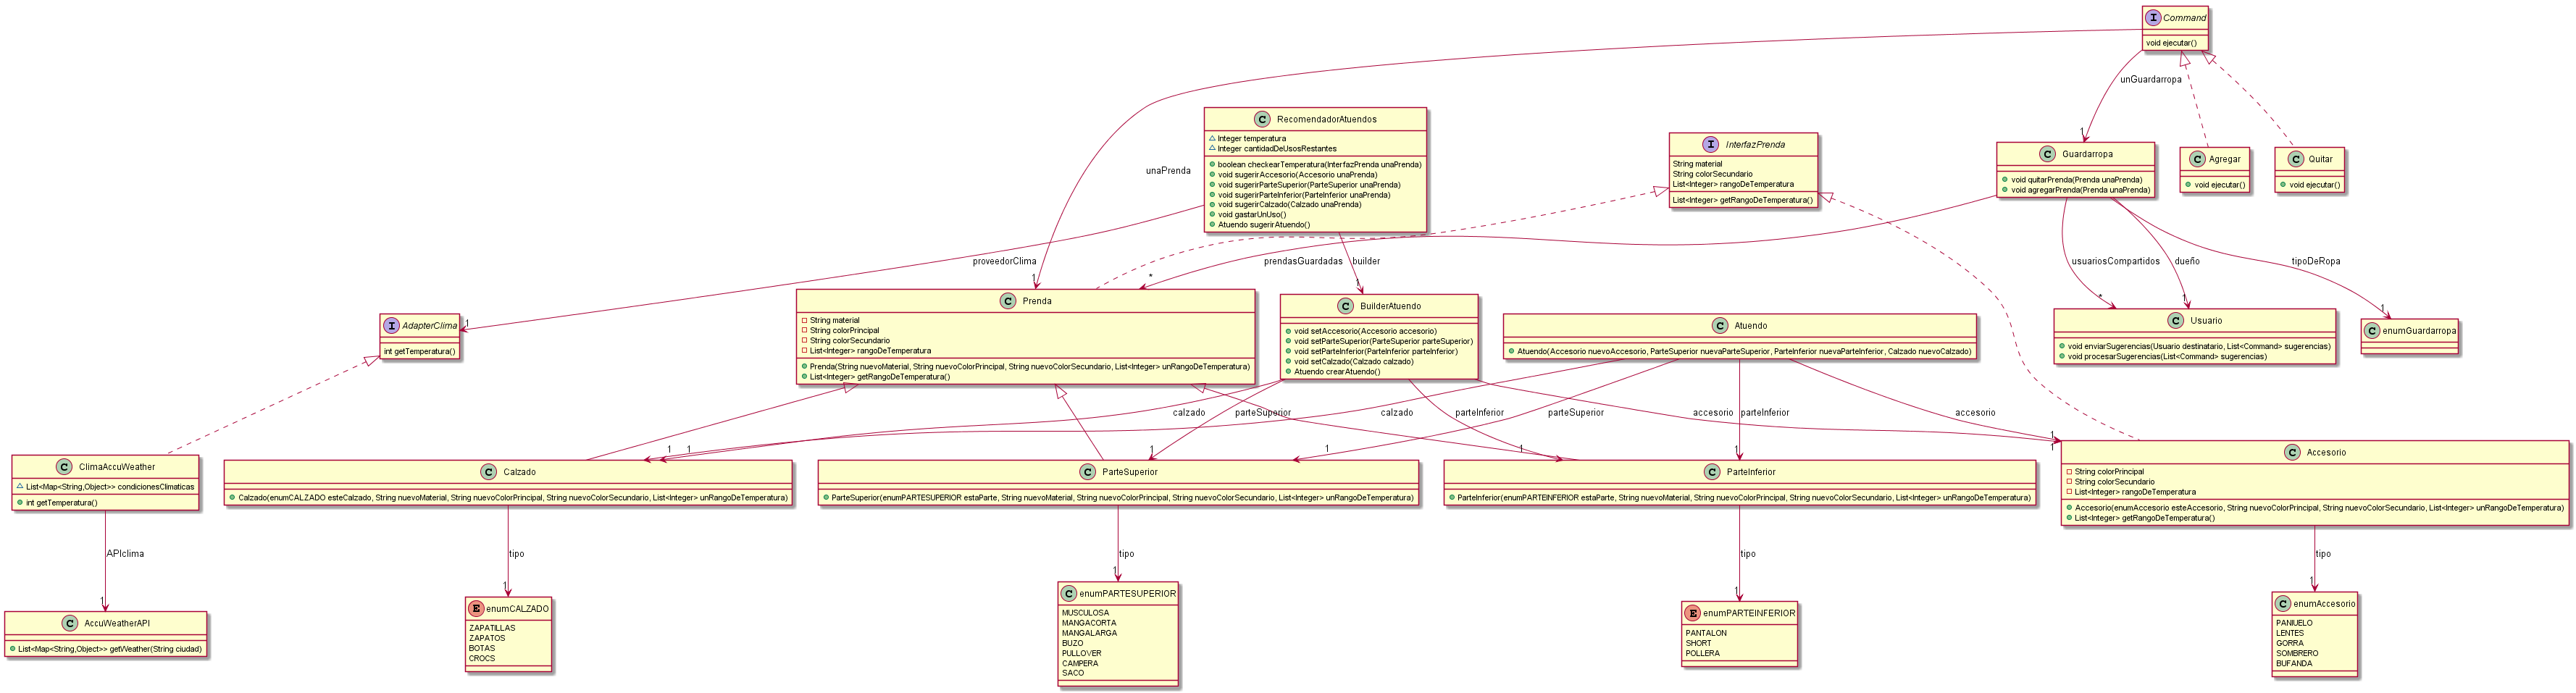 I Command
void ejecutar()
unGuardarropa
1
unaPrenda
1
C RecomendadorAtuendos
Integer temperatura
Integer cantidadDeUsosRestantes
boolean checkearTemperatura(InterfazPrenda unaPrenda)
void sugerirAccesorio(Accesorio unaPrenda)
void sugerirParteSuperior(ParteSuperior unaPrenda)
void sugerirParteInferior(ParteInferior unaPrenda)
void sugerirCalzado(Calzado unaPrenda)
void gastarUnUso()
Atuendo sugerirAtuendo()
I InterfazPrenda
String material
String colorSecundario
List<Integer> rangoDeTemperatura
List<Integer> getRangoDeTemperatura()
C Guardarropa
void quitarPrenda(Prenda unaPrenda)
void agregarPrenda(Prenda unaPrenda)
C Agregar
void ejecutar()
C Quitar
void ejecutar()
proveedorClima
1
prendasGuardadas
*
builder
1
usuariosCompartidos
*
dueño
1
tipoDeRopa
1
I AdapterClima
int getTemperatura()
C Prenda
String material
String colorPrincipal
String colorSecundario
List<Integer> rangoDeTemperatura
Prenda(String nuevoMaterial, String nuevoColorPrincipal, String nuevoColorSecundario, List<Integer> unRangoDeTemperatura)
List<Integer> getRangoDeTemperatura()
C BuilderAtuendo
void setAccesorio(Accesorio accesorio)
void setParteSuperior(ParteSuperior parteSuperior)
void setParteInferior(ParteInferior parteInferior)
void setCalzado(Calzado calzado)
Atuendo crearAtuendo()
C Atuendo
Atuendo(Accesorio nuevoAccesorio, ParteSuperior nuevaParteSuperior, ParteInferior nuevaParteInferior, Calzado nuevoCalzado)
C Usuario
void enviarSugerencias(Usuario destinatario, List<Command> sugerencias)
void procesarSugerencias(List<Command> sugerencias)
C enumGuardarropa
calzado
1
parteSuperior
1
calzado
1
parteInferior
1
parteSuperior
1
parteInferior
1
accesorio
1
accesorio
1
C ClimaAccuWeather
List<Map<String,Object>> condicionesClimaticas
int getTemperatura()
C Calzado
Calzado(enumCALZADO esteCalzado, String nuevoMaterial, String nuevoColorPrincipal, String nuevoColorSecundario, List<Integer> unRangoDeTemperatura)
C ParteSuperior
ParteSuperior(enumPARTESUPERIOR estaParte, String nuevoMaterial, String nuevoColorPrincipal, String nuevoColorSecundario, List<Integer> unRangoDeTemperatura)
C ParteInferior
ParteInferior(enumPARTEINFERIOR estaParte, String nuevoMaterial, String nuevoColorPrincipal, String nuevoColorSecundario, List<Integer> unRangoDeTemperatura)
C Accesorio
String colorPrincipal
String colorSecundario
List<Integer> rangoDeTemperatura
Accesorio(enumAccesorio esteAccesorio, String nuevoColorPrincipal, String nuevoColorSecundario, List<Integer> unRangoDeTemperatura)
List<Integer> getRangoDeTemperatura()
APIclima
1
tipo
1
tipo
1
tipo
1
tipo
1
C AccuWeatherAPI
List<Map<String,Object>> getWeather(String ciudad)
E enumCALZADO
ZAPATILLAS
ZAPATOS
BOTAS
CROCS
C enumPARTESUPERIOR
MUSCULOSA
MANGACORTA
MANGALARGA
BUZO
PULLOVER
CAMPERA
SACO
E enumPARTEINFERIOR
PANTALON
SHORT
POLLERA
C enumAccesorio
PANIUELO
LENTES
GORRA
SOMBRERO
BUFANDA